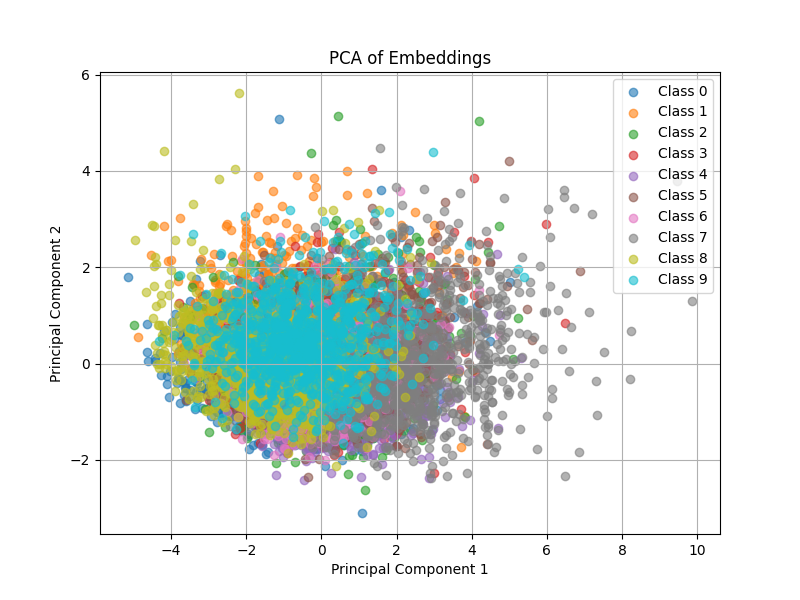 PCA of Embeddings
6
4
2
0
−2
Principal Component 2
Class 0
Class 1
Class 2
Class 3
Class 4
Class 5
Class 6
Class 7
Class 8
Class 9
−4 −2 0 2 4 6 8 10
Principal Component 1